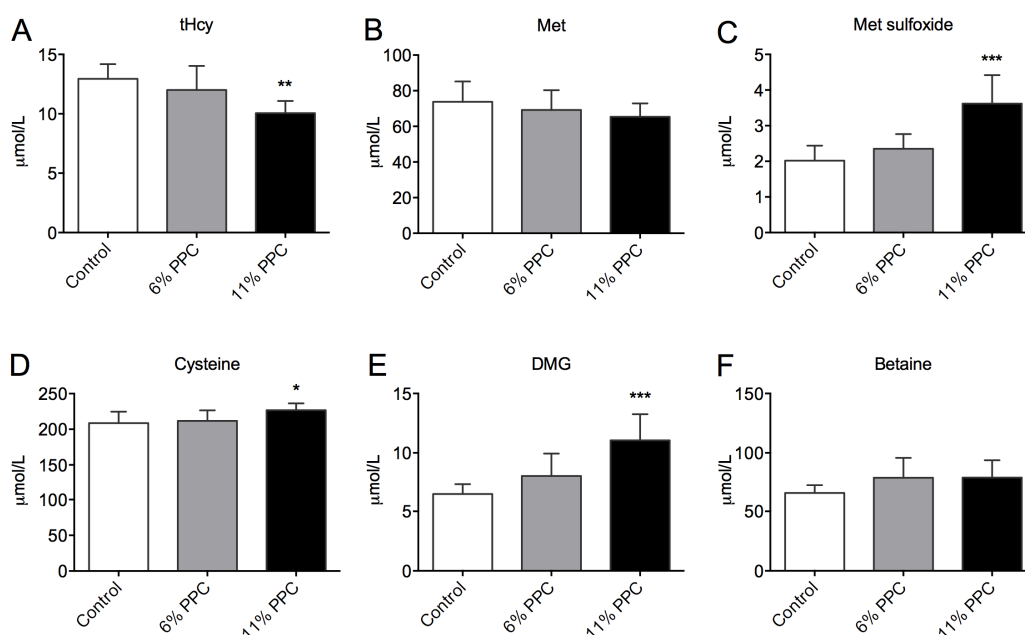 A
tHcy
15
10
5
0
µmol/L
**
Control
6% PPC
11% PPC
B
Met
100
80
60
40
20
0
µmol/L
Control
6% PPC
11% PPC
C
Met sulfoxide
5
4
3
2
1
0
µmol/L
***
Control
6% PPC
11% PPC
D
Cysteine
250
200
150
100
50
0
µmol/L
*
Control
6% PPC
11% PPC
E
DMG
15
10
5
0
µmol/L
***
Control
6% PPC
11% PPC
F
Betaine
150
100
50
0
µmol/L
Control
6% PPC
11% PPC